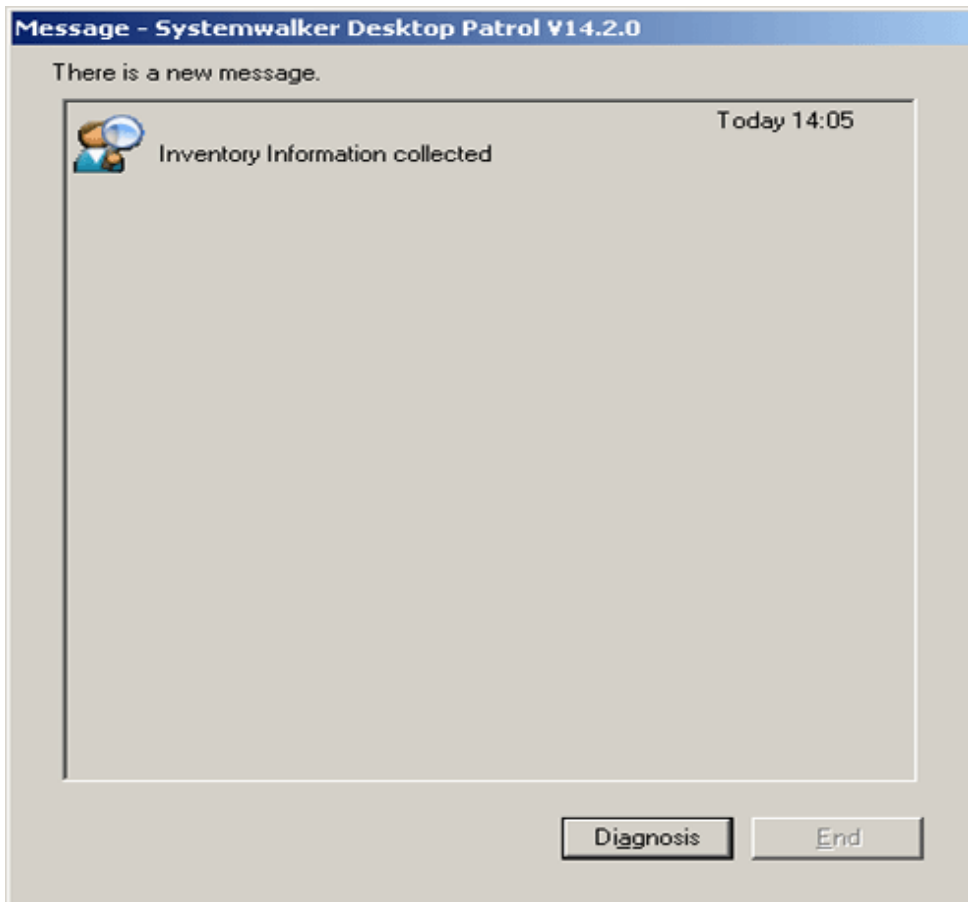 Message - Systemwalker Desktop Patrol V14.2.0
There is a new message.
Today 14:05
Inventory Information collected
Diagnosis
End